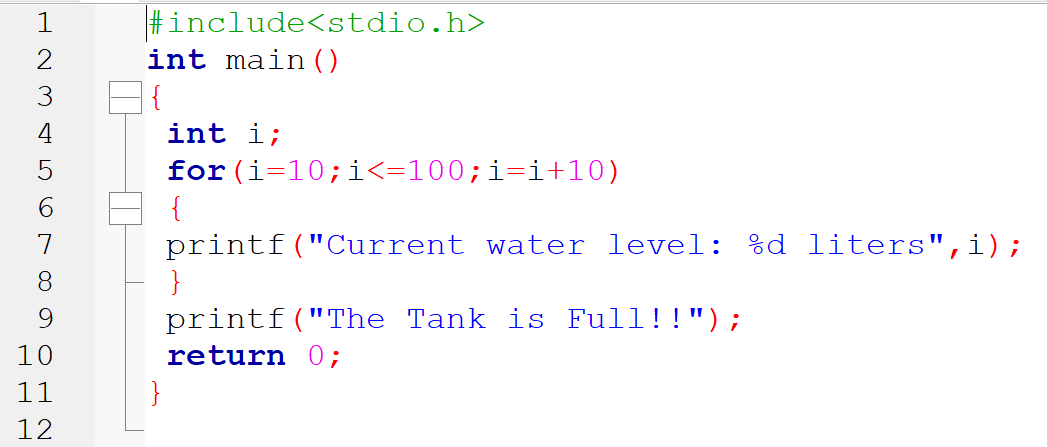 1 #include<stdio.h>
2 int main()
3 {
4 int i;
5 for(i=10;i<=100;i=i+10)
6 {
7 printf("Current water level: %d liters",i);
8 }
9 printf("The Tank is Full!!");
10 return 0;
11 }
12